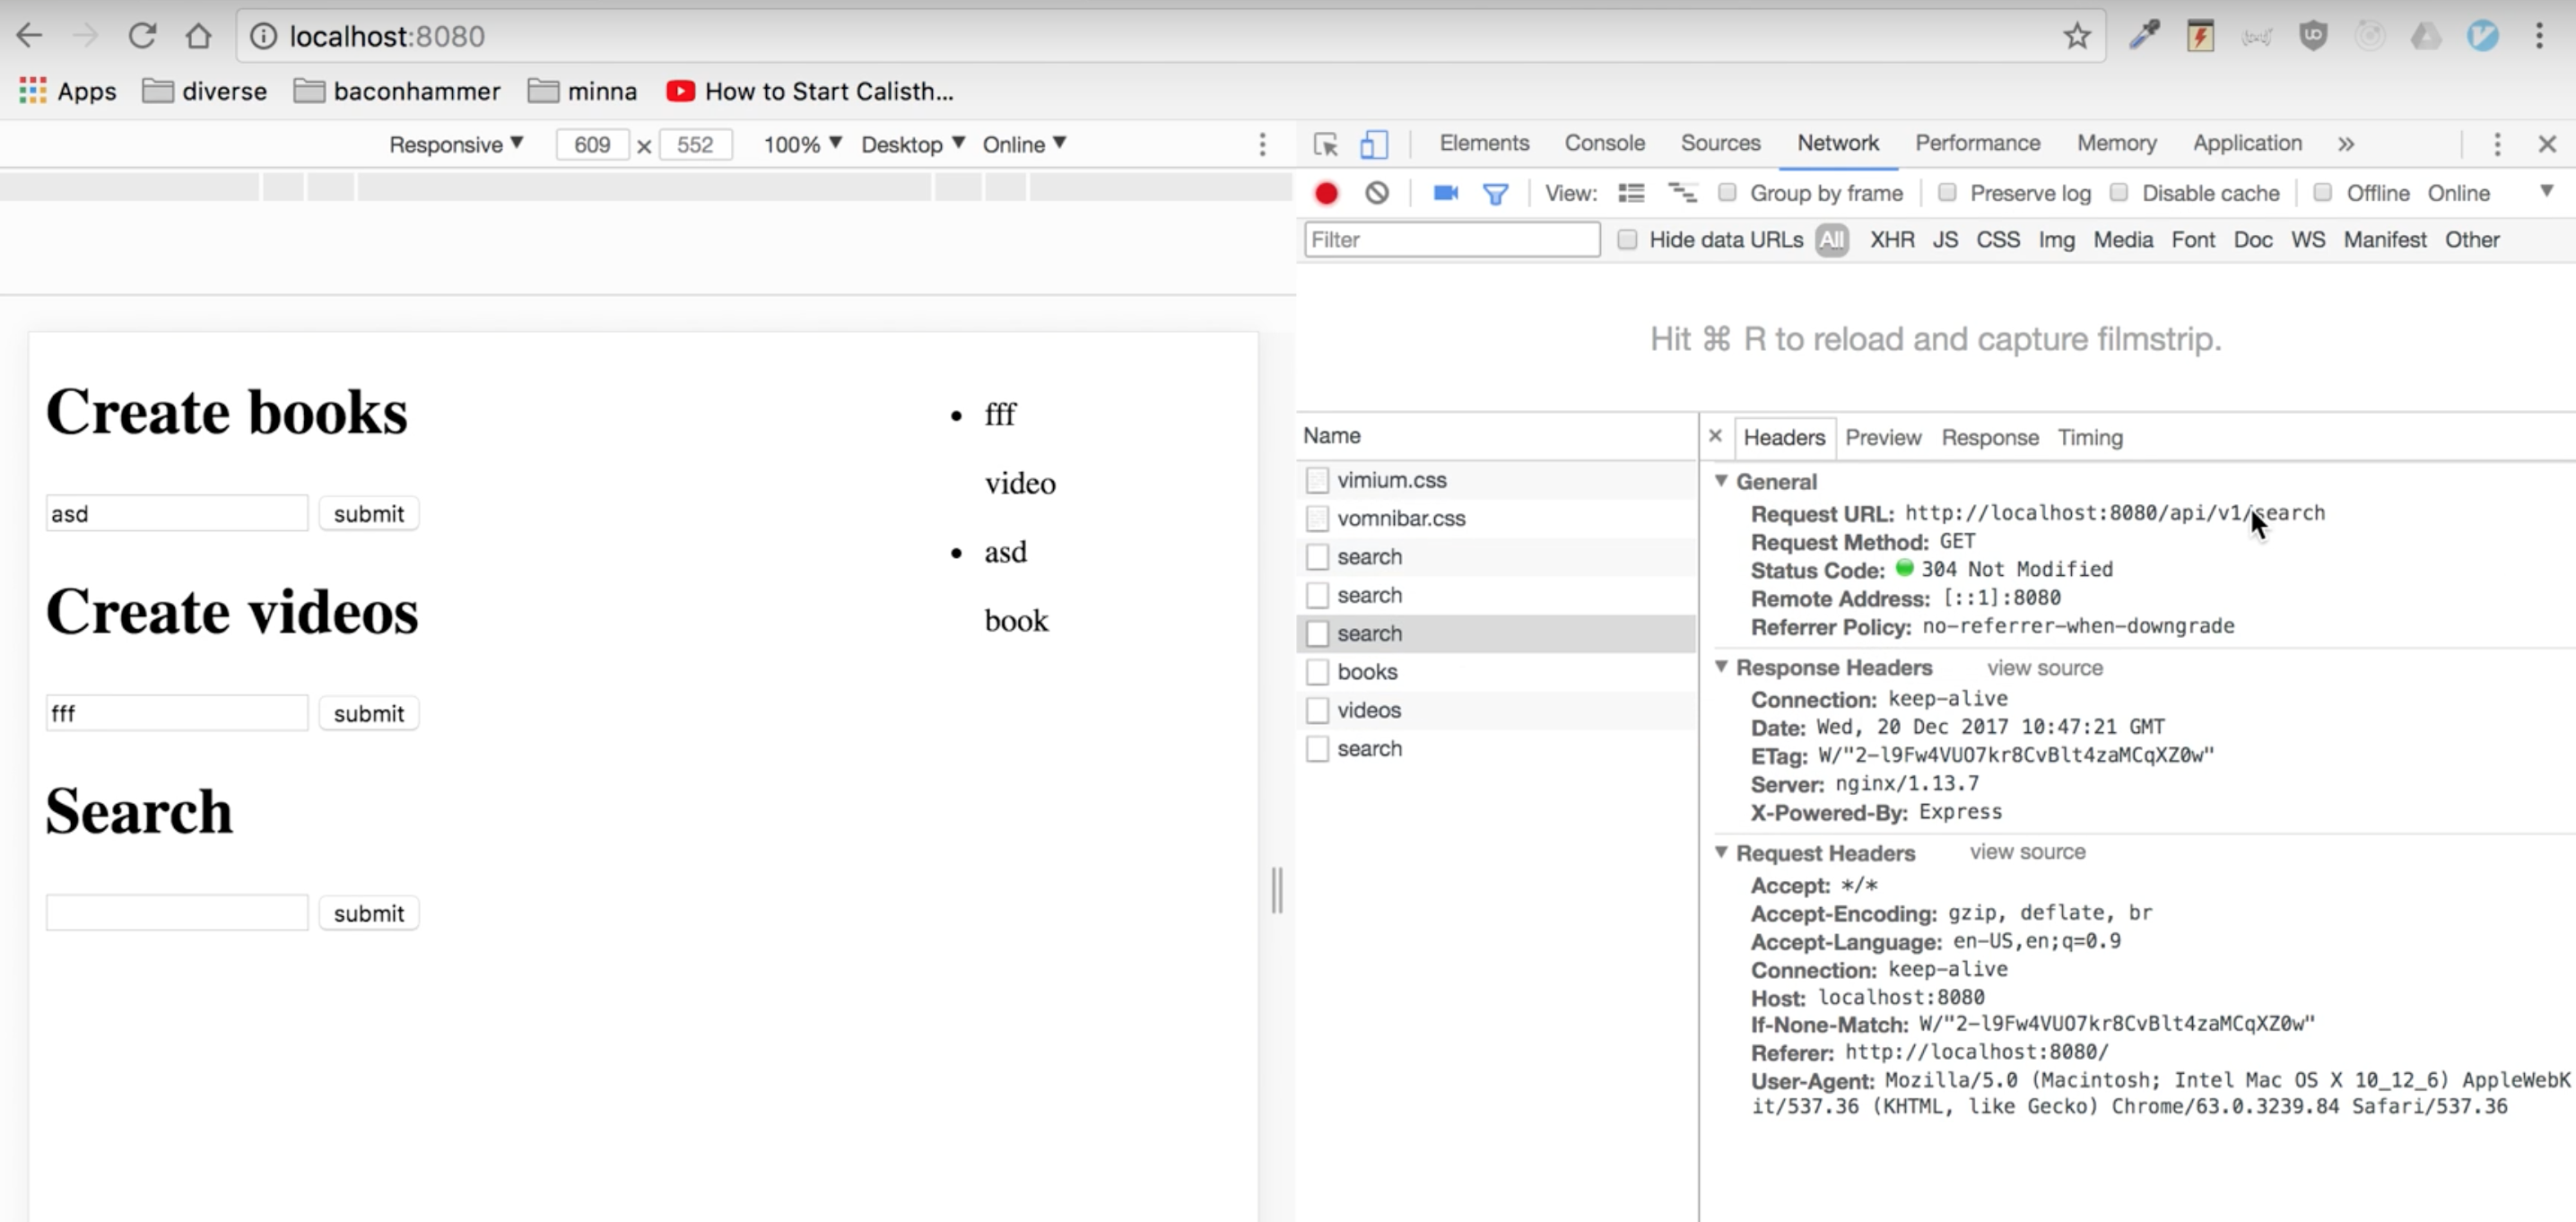 localhost:8080
Apps diverse baconhammer minna How to Start Calisth...
Responsive 609 × 552 100% Desktop Online
Elements Console Sources Network Performance Memory Application »
View: Group by frame Preserve log Disable cache Offline Online
Filter Hide data URLs All XHR JS CSS Img Media Font Doc WS Manifest Other
Hit ⌘ R to reload and capture filmstrip.
Create books
asd submit
Create videos
fff submit
Search
submit
• fff
video
• asd
book
Name
vimium.css
vomnibar.css
search
search
search
books
videos
search
× Headers Preview Response Timing
General
Request URL: http://localhost:8080/api/v1/search
Request Method: GET
Status Code: 304 Not Modified
Remote Address: [::1]:8080
Referrer Policy: no-referrer-when-downgrade
Response Headers view source
Connection: keep-alive
Date: Wed, 20 Dec 2017 10:47:21 GMT
ETag: W/"2-l9Fw4VUO7kr8CvBlt4zaMCqXZ0w"
Server: nginx/1.13.7
X-Powered-By: Express
Request Headers view source
Accept: */*
Accept-Encoding: gzip, deflate, br
Accept-Language: en-US,en;q=0.9
Connection: keep-alive
Host: localhost:8080
If-None-Match: W/"2-l9Fw4VUO7kr8CvBlt4zaMCqXZ0w"
Referer: http://localhost:8080/
User-Agent: Mozilla/5.0 (Macintosh; Intel Mac OS X 10_12_6) AppleWebK
it/537.36 (KHTML, like Gecko) Chrome/63.0.3239.84 Safari/537.36